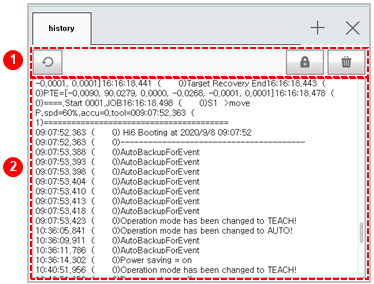 history
1
-0,0001, 0,0001]16:16:18,441 ( 0)Target Recovery End16:16:18,443 (
0)PTE=[-0,0090, 90,0279, 0,0000, -0,0268, -0,0001, 0,0001]16:16:18,478 (
0)====,Start 0001,JOB16:16:18,498 ( 0)S1 >move
P,spd=60%,accu=0,tool=009:07:52,363 (
1)=====================================
09:07:52,363 ( 0) Hi6 Booting at 2020/9/8 09:07:52
09:07:52,363 ( 0)---------------------------------------
09:07:53,388 ( 0)AutoBackupForEvent
09:07:53,393 ( 0)AutoBackupForEvent
09:07:53,398 ( 0)AutoBackupForEvent
09:07:53,404 ( 0)AutoBackupForEvent
09:07:53,410 ( 0)AutoBackupForEvent
09:07:53,413 ( 0)AutoBackupForEvent
09:07:53,418 ( 0)AutoBackupForEvent
09:07:53,423 ( 0)Operation mode has been changed to TEACH!
10:36:05,841 ( 0)Operation mode has been changed to AUTO!
10:36:09,911 ( 0)AutoBackupForEvent
10:36:11,786 ( 0)AutoBackupForEvent
10:36:14,302 ( 0)Power saving = on
10:40:51,956 ( 0)Operation mode has been changed to TEACH!
2